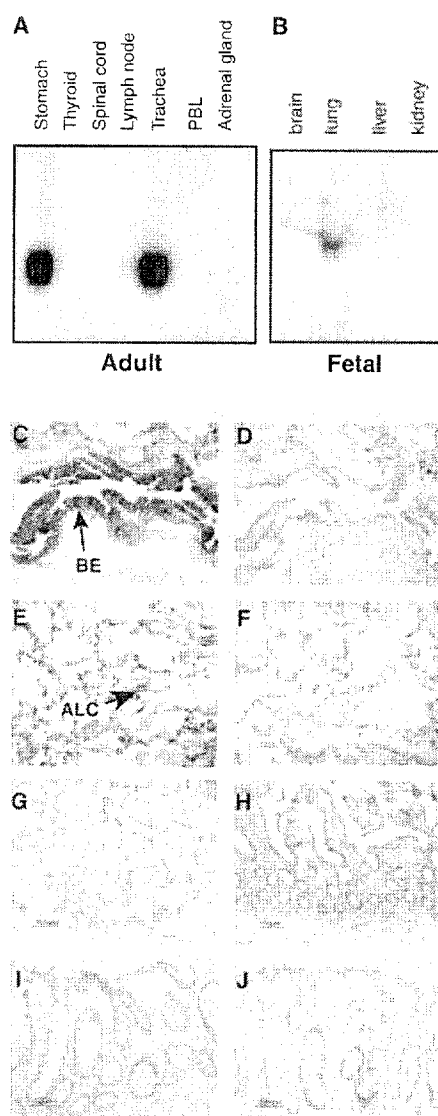 A
B
Stomach
Thyroid
Spinal cord
Lymph node
Trachea
PBL
Adrenal gland
brain
lung
liver
kidney
Adult
Fetal
C
D
BE
E
F
ALC
G
H
I
J